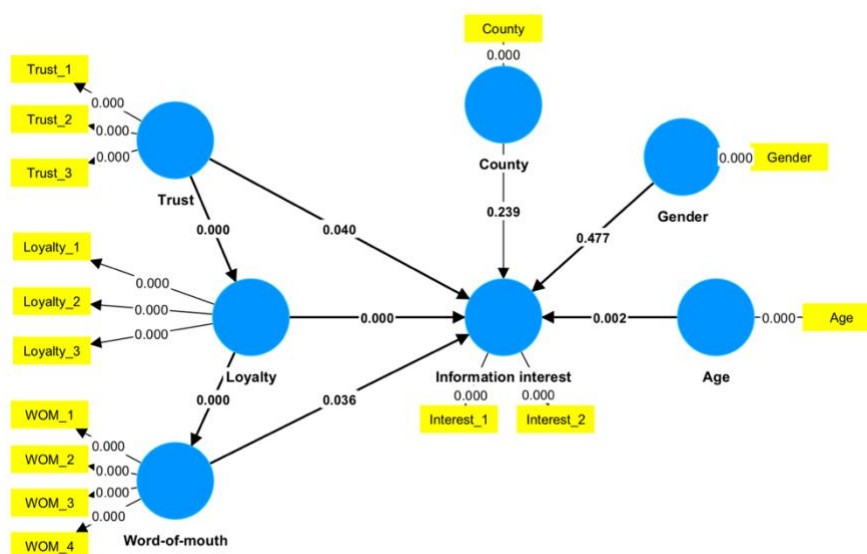 County
0.000
County
Trust_1
0.000
Trust_2
0.000
Trust_3
0.000
Trust
0.000
Gender
0.000
Gender
0.239
0.040
0.477
0.000
Loyalty_1
0.000
Loyalty_2
0.000
Loyalty_3
0.000
Loyalty
0.000
Information interest
0.000
0.000
Interest_1
Interest_2
0.002
0.000
Age
Age
0.000
0.036
WOM_1
0.000
WOM_2
0.000
WOM_3
0.000
WOM_4
0.000
Word-of-mouth